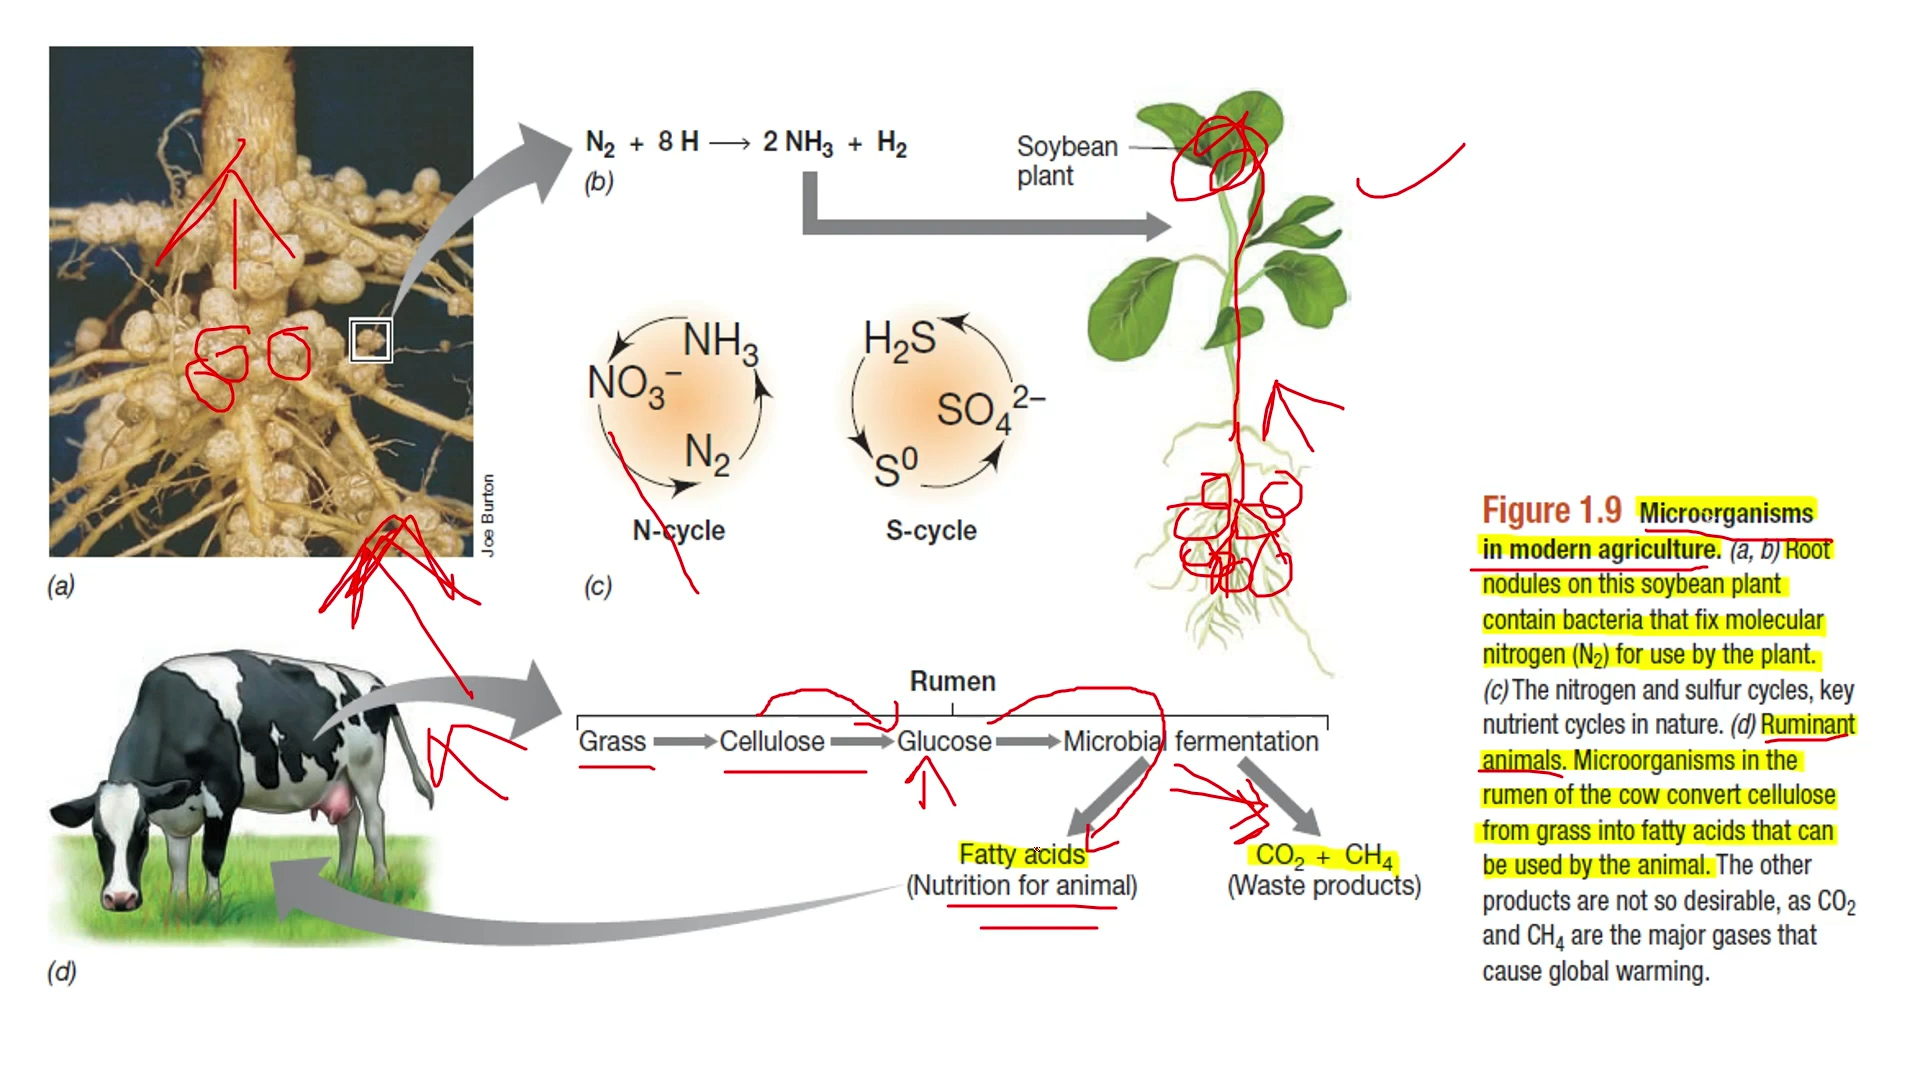 N₂ + 8 H ⟶ 2 NH₃ + H₂
(b)
Soybean
plant
Joe Burton
(a)
NH₃
NO₃⁻
N₂
N-cycle
H₂S
SO₄²⁻
S⁰
S-cycle
(c)
Rumen
Grass
Cellulose
Glucose
Microbial fermentation
Fatty acids
(Nutrition for animal)
CO₂ + CH₄
(Waste products)
(d)
Figure 1.9 Microorganisms
in modern agriculture. (a, b) Root
nodules on this soybean plant
contain bacteria that fix molecular
nitrogen (N₂) for use by the plant.
(c) The nitrogen and sulfur cycles, key
nutrient cycles in nature. (d) Ruminant
animals. Microorganisms in the
rumen of the cow convert cellulose
from grass into fatty acids that can
be used by the animal. The other
products are not so desirable, as CO₂
and CH₄ are the major gases that
cause global warming.